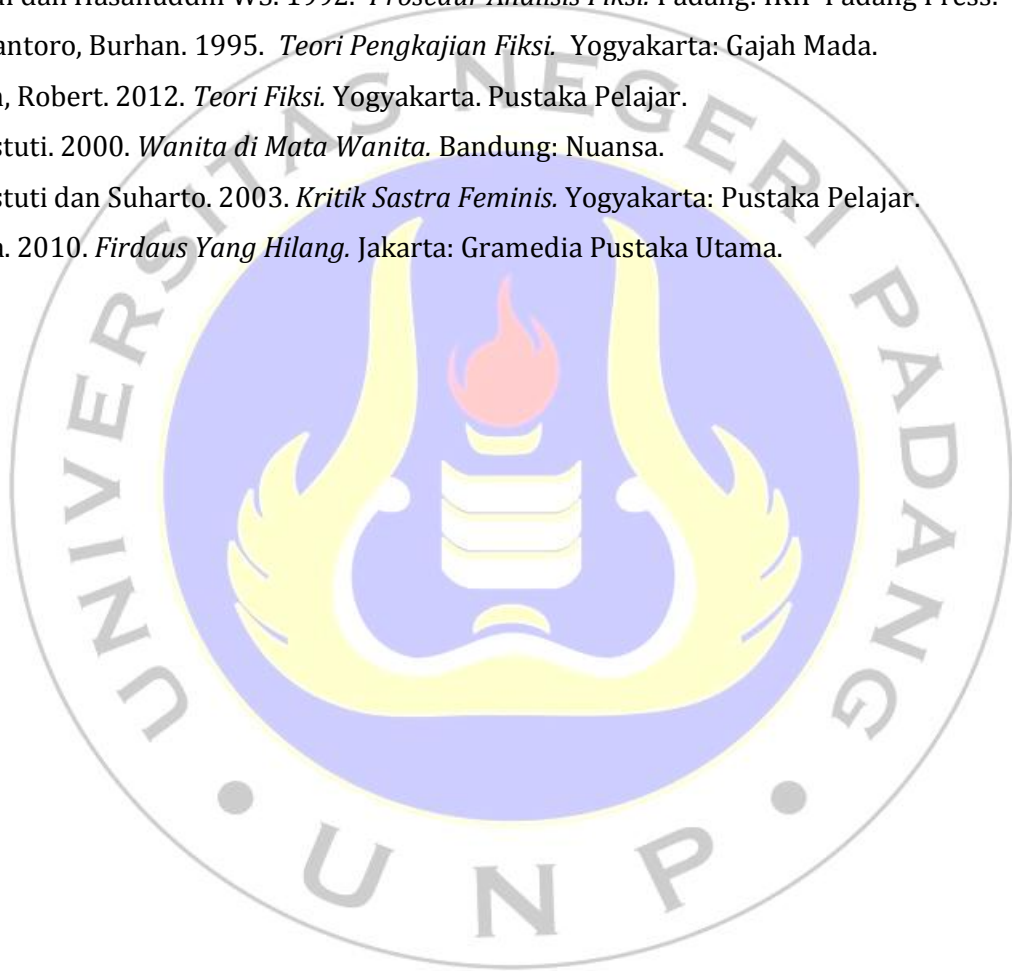 dan Hasanuddin WS. 1992. Prosedur Analisis Fiksi. Padang: IKIP Padang Press.
antoro, Burhan. 1995. Teori Pengkajian Fiksi. Yogyakarta: Gajah Mada.
, Robert. 2012. Teori Fiksi. Yogyakarta. Pustaka Pelajar.
stuti. 2000. Wanita di Mata Wanita. Bandung: Nuansa.
stuti dan Suharto. 2003. Kritik Sastra Feminis. Yogyakarta: Pustaka Pelajar.
. 2010. Firdaus Yang Hilang. Jakarta: Gramedia Pustaka Utama.
UNIVERSITAS NEGERI PADANG
• UNP •